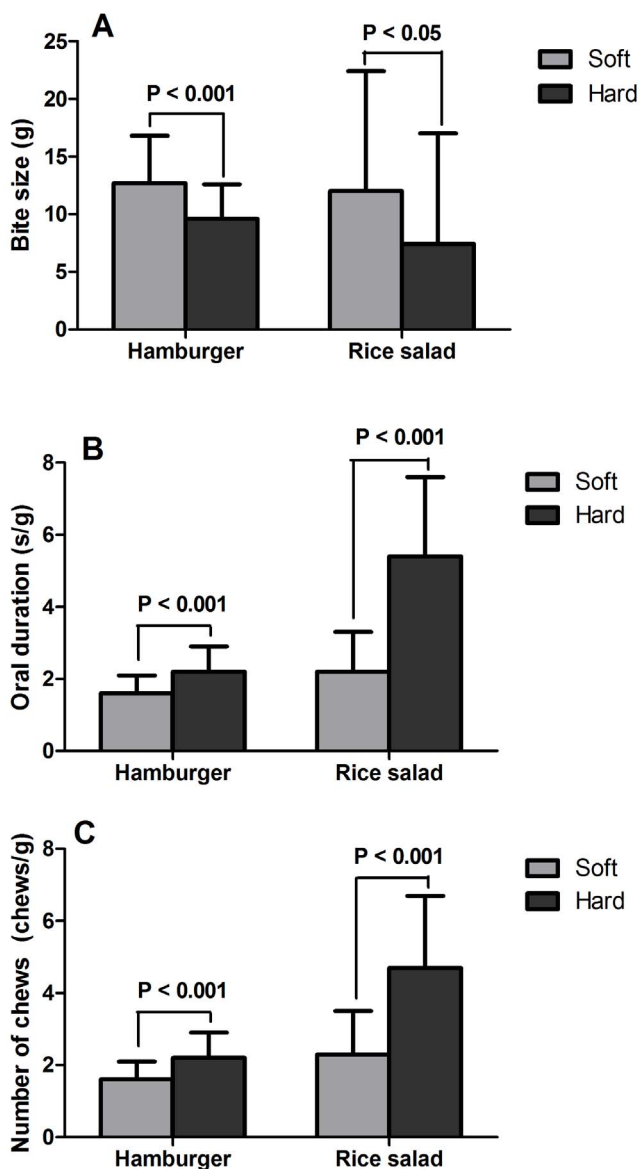 A
Bite size (g)
25
20
15
10
5
0
P < 0.001
P < 0.05
Soft
Hard
Hamburger
Rice salad
B
Oral duration (s/g)
8
6
4
2
0
P < 0.001
P < 0.001
Soft
Hard
Hamburger
Rice salad
C
Number of chews (chews/g)
8
6
4
2
0
P < 0.001
P < 0.001
Soft
Hard
Hamburger
Rice salad